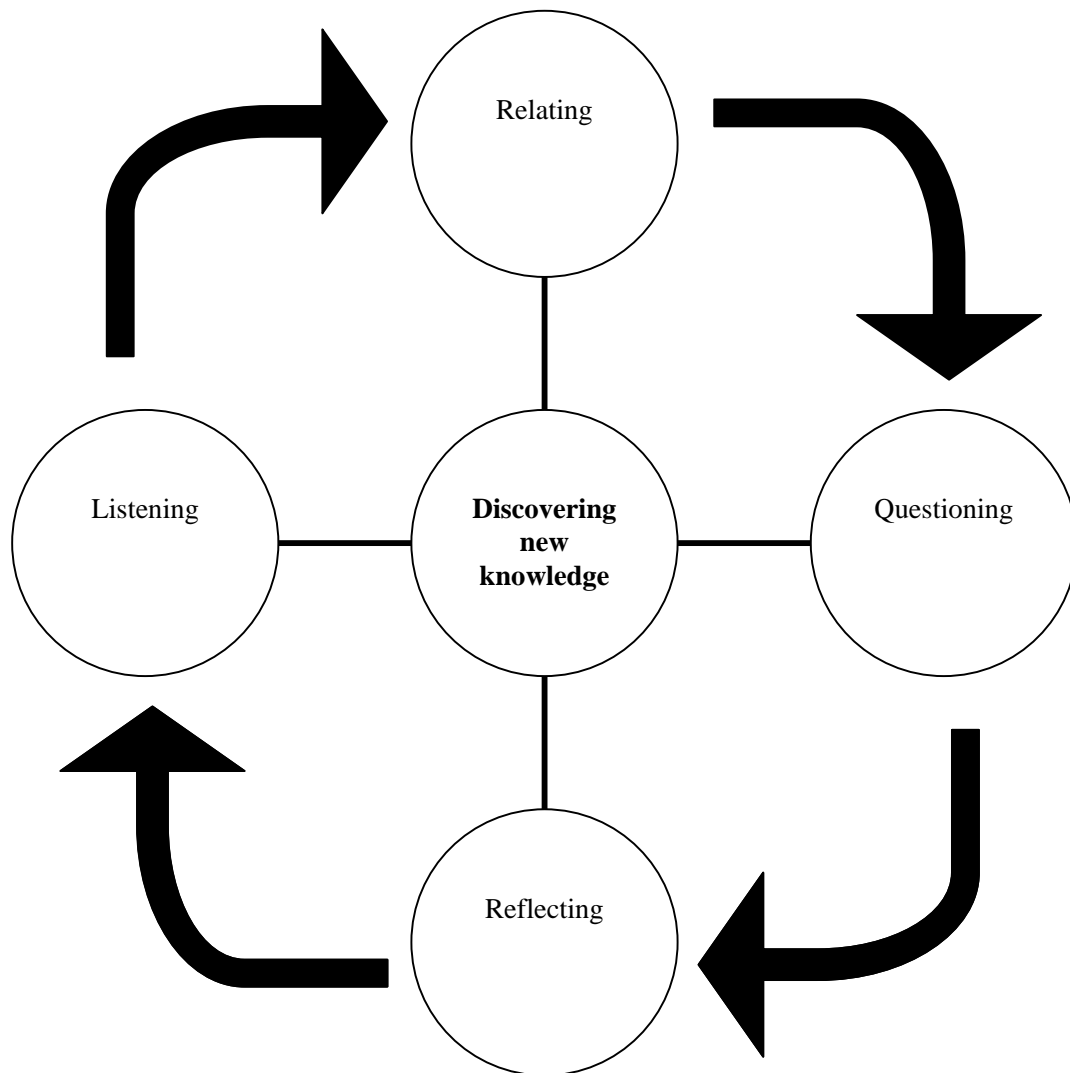 Relating
Listening
Discovering
new
knowledge
Questioning
Reflecting